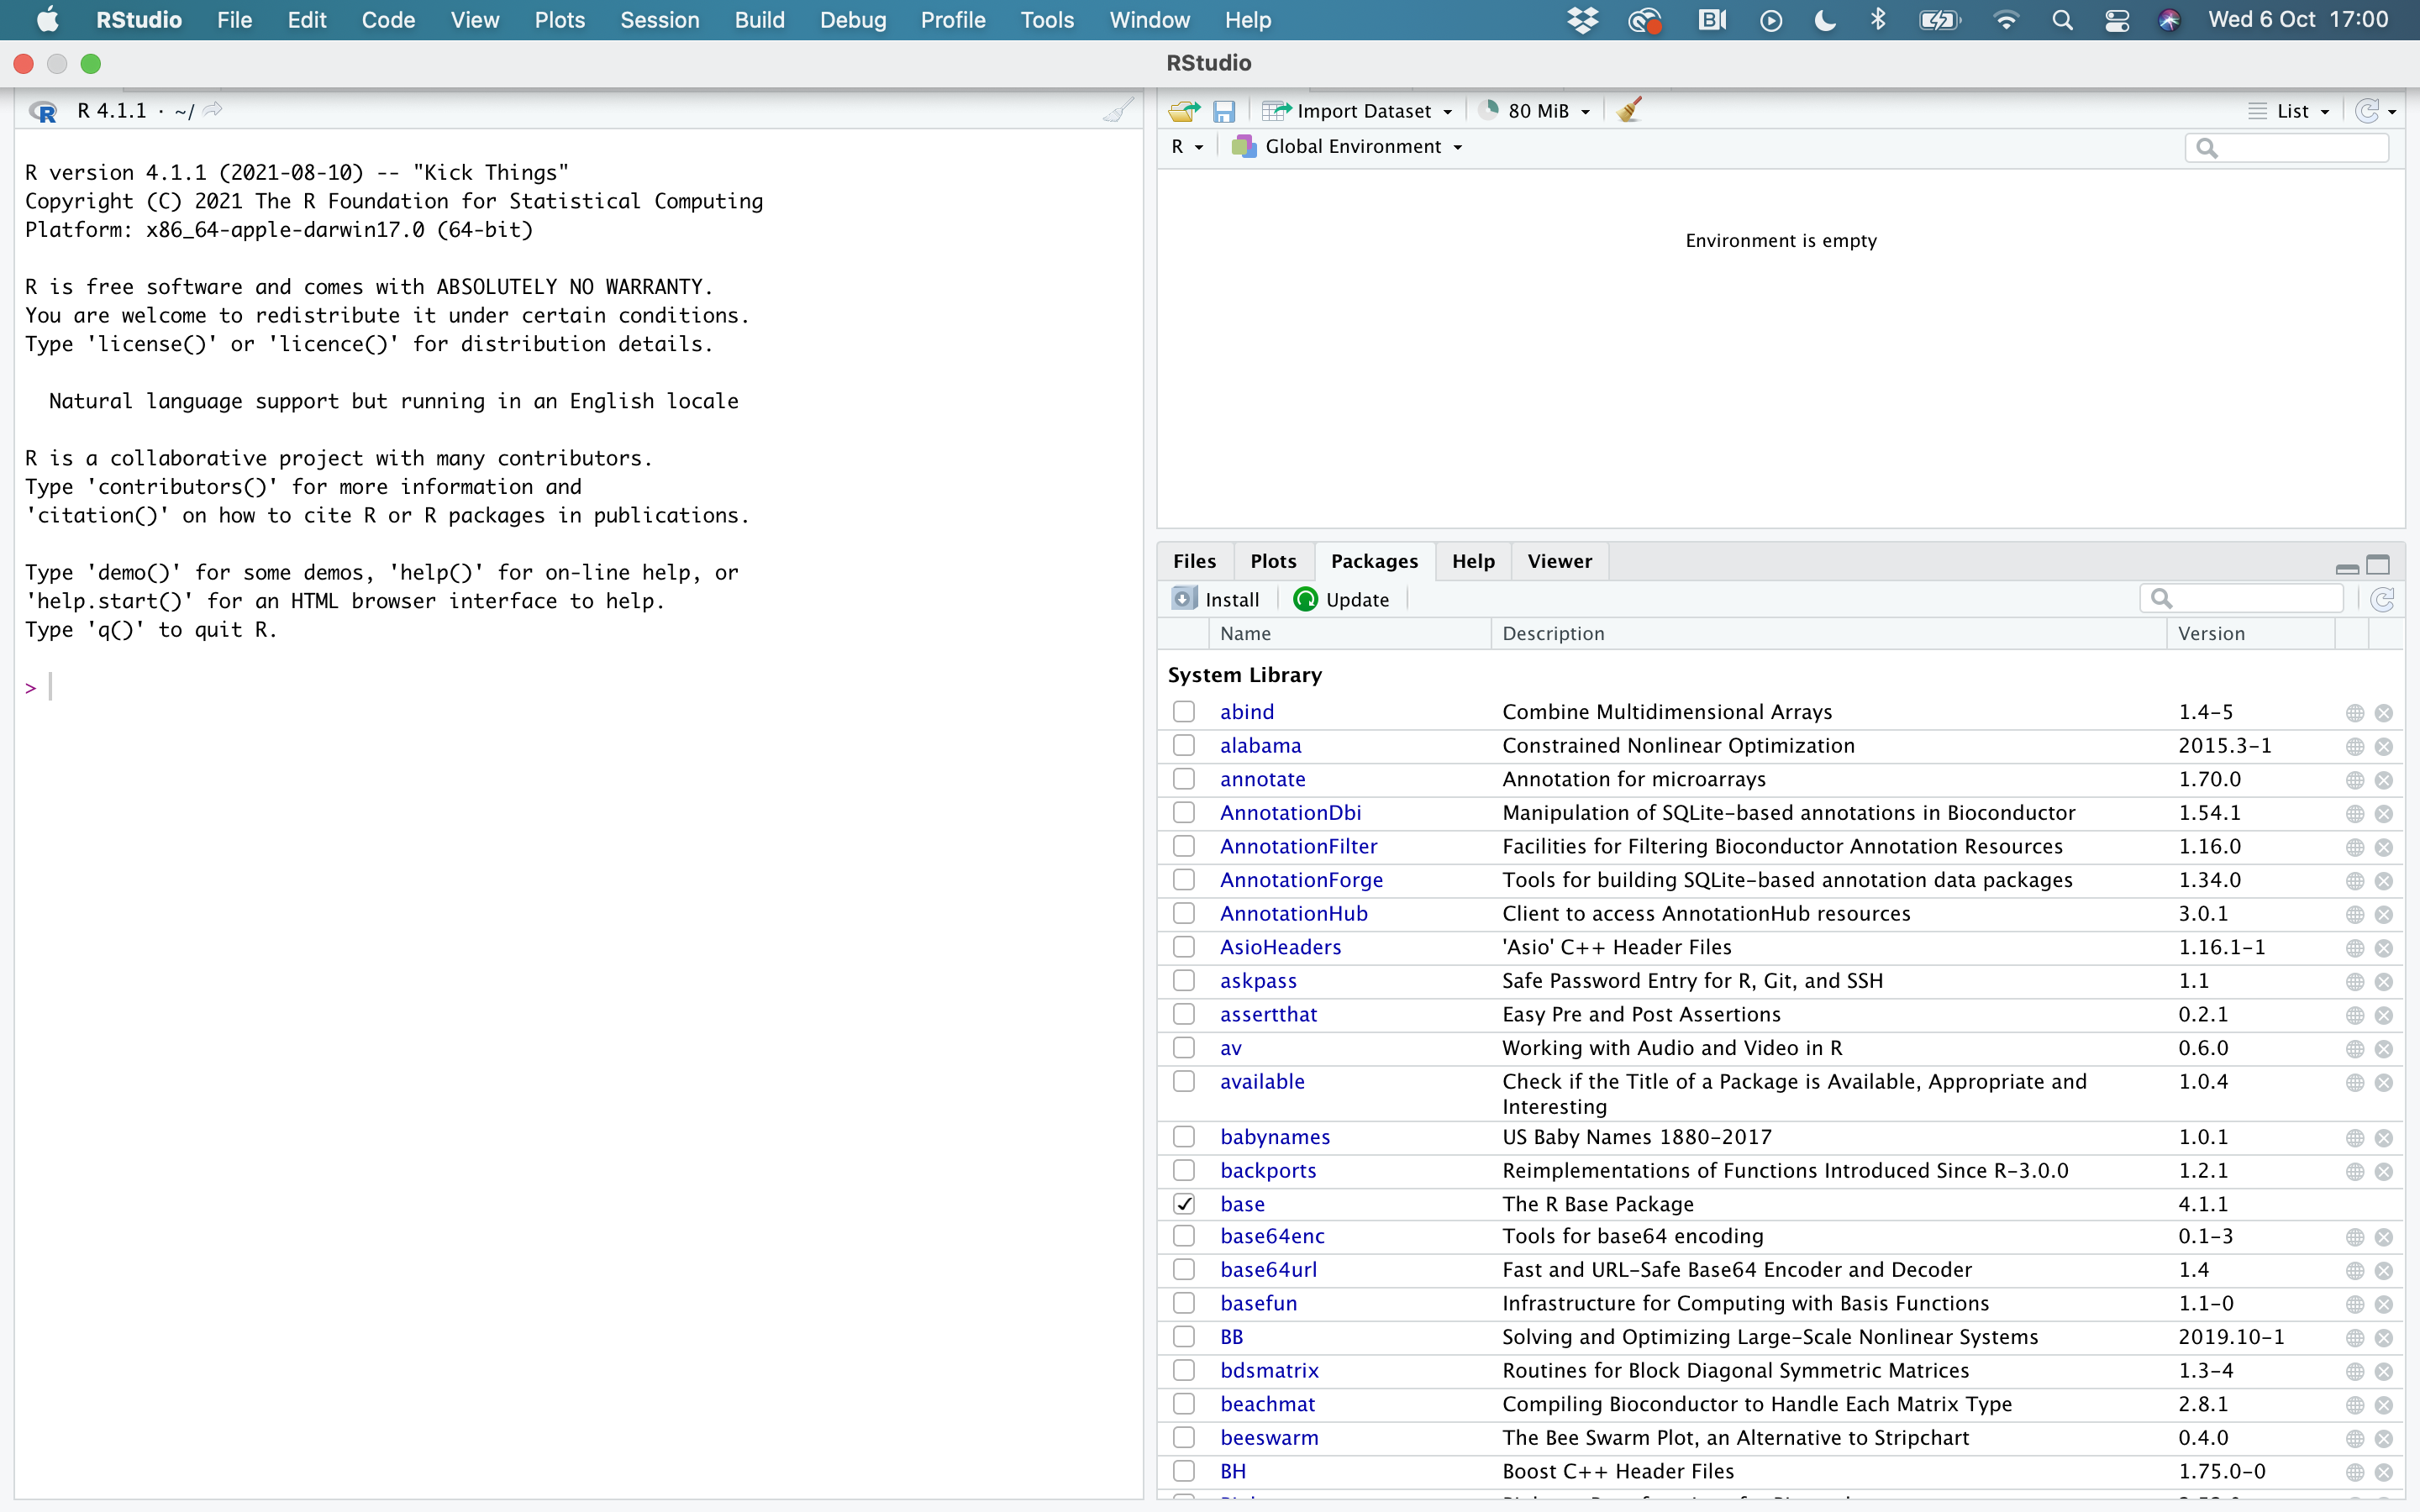 RStudio File Edit Code View Plots Session Build Debug Profile Tools Window Help Wed 6 Oct 17:00
RStudio
R 4.1.1 · ~/
R version 4.1.1 (2021-08-10) -- "Kick Things"
Copyright (C) 2021 The R Foundation for Statistical Computing
Platform: x86_64-apple-darwin17.0 (64-bit)
R is free software and comes with ABSOLUTELY NO WARRANTY.
You are welcome to redistribute it under certain conditions.
Type 'license()' or 'licence()' for distribution details.
Natural language support but running in an English locale
R is a collaborative project with many contributors.
Type 'contributors()' for more information and
'citation()' on how to cite R or R packages in publications.
Type 'demo()' for some demos, 'help()' for on-line help, or
'help.start()' for an HTML browser interface to help.
Type 'q()' to quit R.
>
Import Dataset 80 MiB List
R Global Environment
Environment is empty
Files Plots Packages Help Viewer
Install Update
Name Description Version
System Library
abind Combine Multidimensional Arrays 1.4-5
alabama Constrained Nonlinear Optimization 2015.3-1
annotate Annotation for microarrays 1.70.0
AnnotationDbi Manipulation of SQLite-based annotations in Bioconductor 1.54.1
AnnotationFilter Facilities for Filtering Bioconductor Annotation Resources 1.16.0
AnnotationForge Tools for building SQLite-based annotation data packages 1.34.0
AnnotationHub Client to access AnnotationHub resources 3.0.1
AsioHeaders 'Asio' C++ Header Files 1.16.1-1
askpass Safe Password Entry for R, Git, and SSH 1.1
assertthat Easy Pre and Post Assertions 0.2.1
av Working with Audio and Video in R 0.6.0
available Check if the Title of a Package is Available, Appropriate and 1.0.4
Interesting
babynames US Baby Names 1880-2017 1.0.1
backports Reimplementations of Functions Introduced Since R-3.0.0 1.2.1
base The R Base Package 4.1.1
base64enc Tools for base64 encoding 0.1-3
base64url Fast and URL-Safe Base64 Encoder and Decoder 1.4
basefun Infrastructure for Computing with Basis Functions 1.1-0
BB Solving and Optimizing Large-Scale Nonlinear Systems 2019.10-1
bdsmatrix Routines for Block Diagonal Symmetric Matrices 1.3-4
beachmat Compiling Bioconductor to Handle Each Matrix Type 2.8.1
beeswarm The Bee Swarm Plot, an Alternative to Stripchart 0.4.0
BH Boost C++ Header Files 1.75.0-0